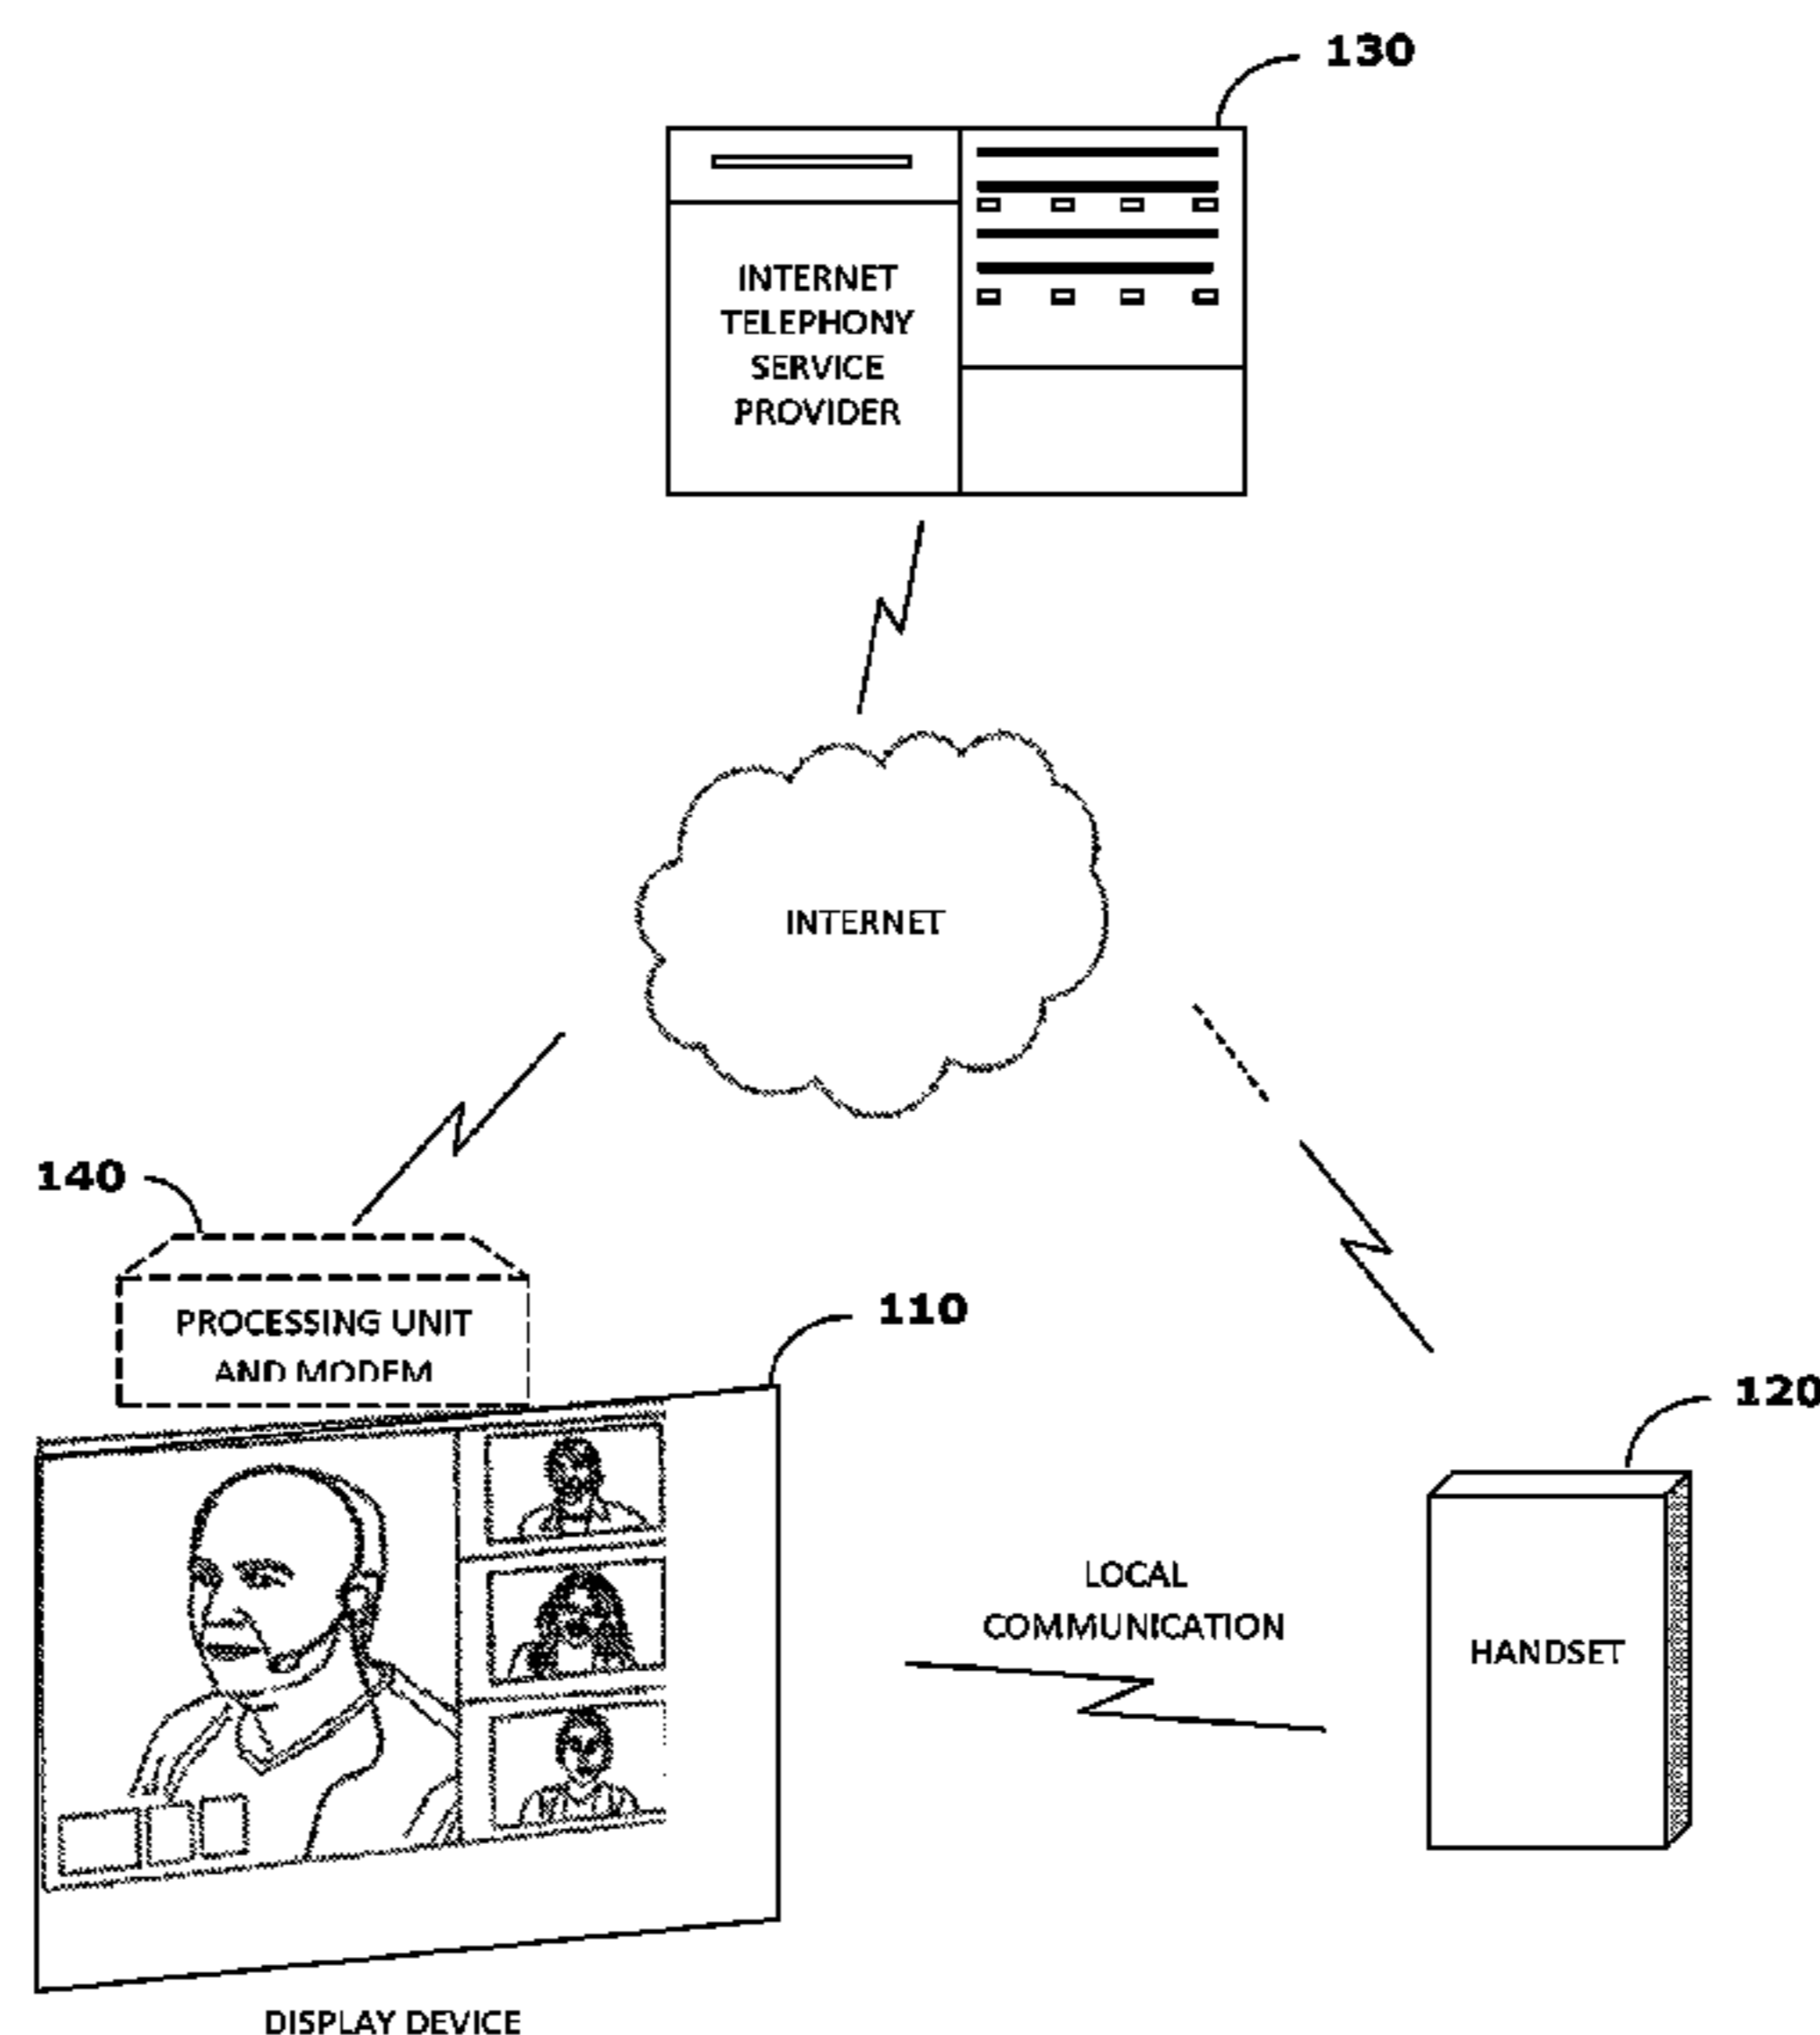 130
INTERNET
TELEPHONY
SERVICE
PROVIDER
INTERNET
140
PROCESSING UNIT
AND MODEM
110
120
LOCAL
COMMUNICATION
HANDSET
DISPLAY DEVICE